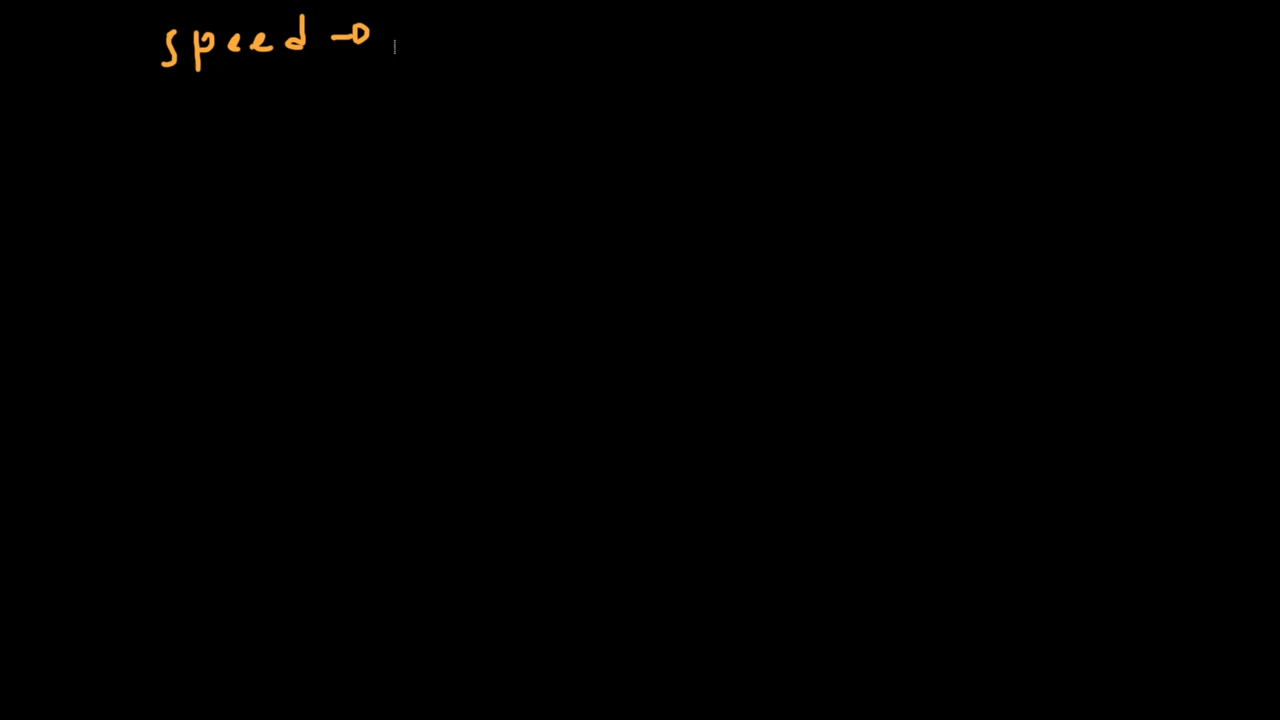 speed →